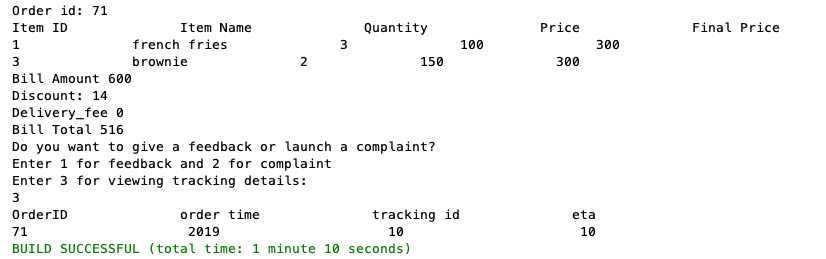 Order id: 71
Item ID Item Name Quantity Price Final Price
1 french fries 3 100 300
3 brownie 2 150 300
Bill Amount 600
Discount: 14
Delivery_fee 0
Bill Total 516
Do you want to give a feedback or launch a complaint?
Enter 1 for feedback and 2 for complaint
Enter 3 for viewing tracking details:
3
OrderID order time tracking id eta
71 2019 10 10
BUILD SUCCESSFUL (total time: 1 minute 10 seconds)